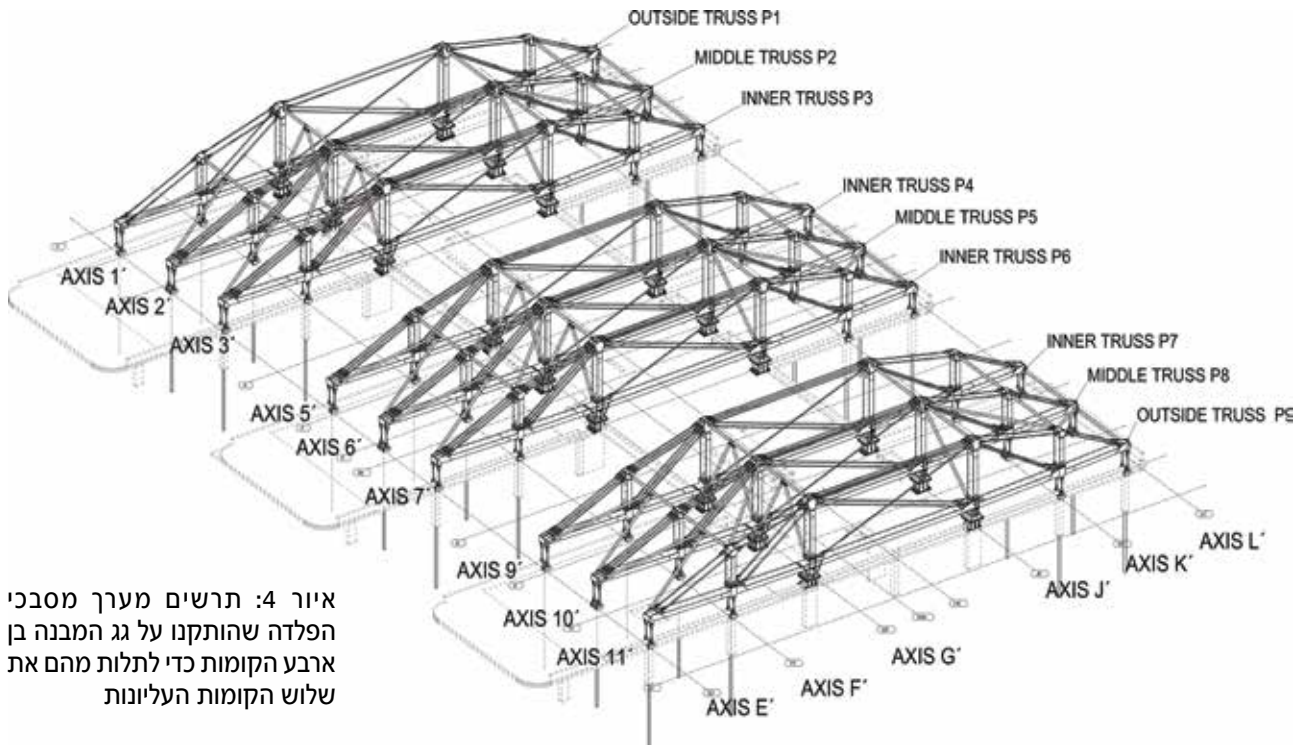 OUTSIDE TRUSS P1
MIDDLE TRUSS P2
INNER TRUSS P3
INNER TRUSS P4
MIDDLE TRUSS P5
INNER TRUSS P6
INNER TRUSS P7
MIDDLE TRUSS P8
OUTSIDE TRUSS P9
AXIS 1´
AXIS 2´
AXIS 3´
AXIS 5´
AXIS 6´
AXIS 7´
AXIS 9´
AXIS 10´
AXIS 11´
AXIS E´
AXIS F´
AXIS G´
AXIS J´
AXIS K´
AXIS L´
איור 4: תרשים מערך מסבכי
הפלדה שהותקנו על גג המבנה בן
ארבע הקומות כדי לתלות מהם את
שלוש הקומות העליונות